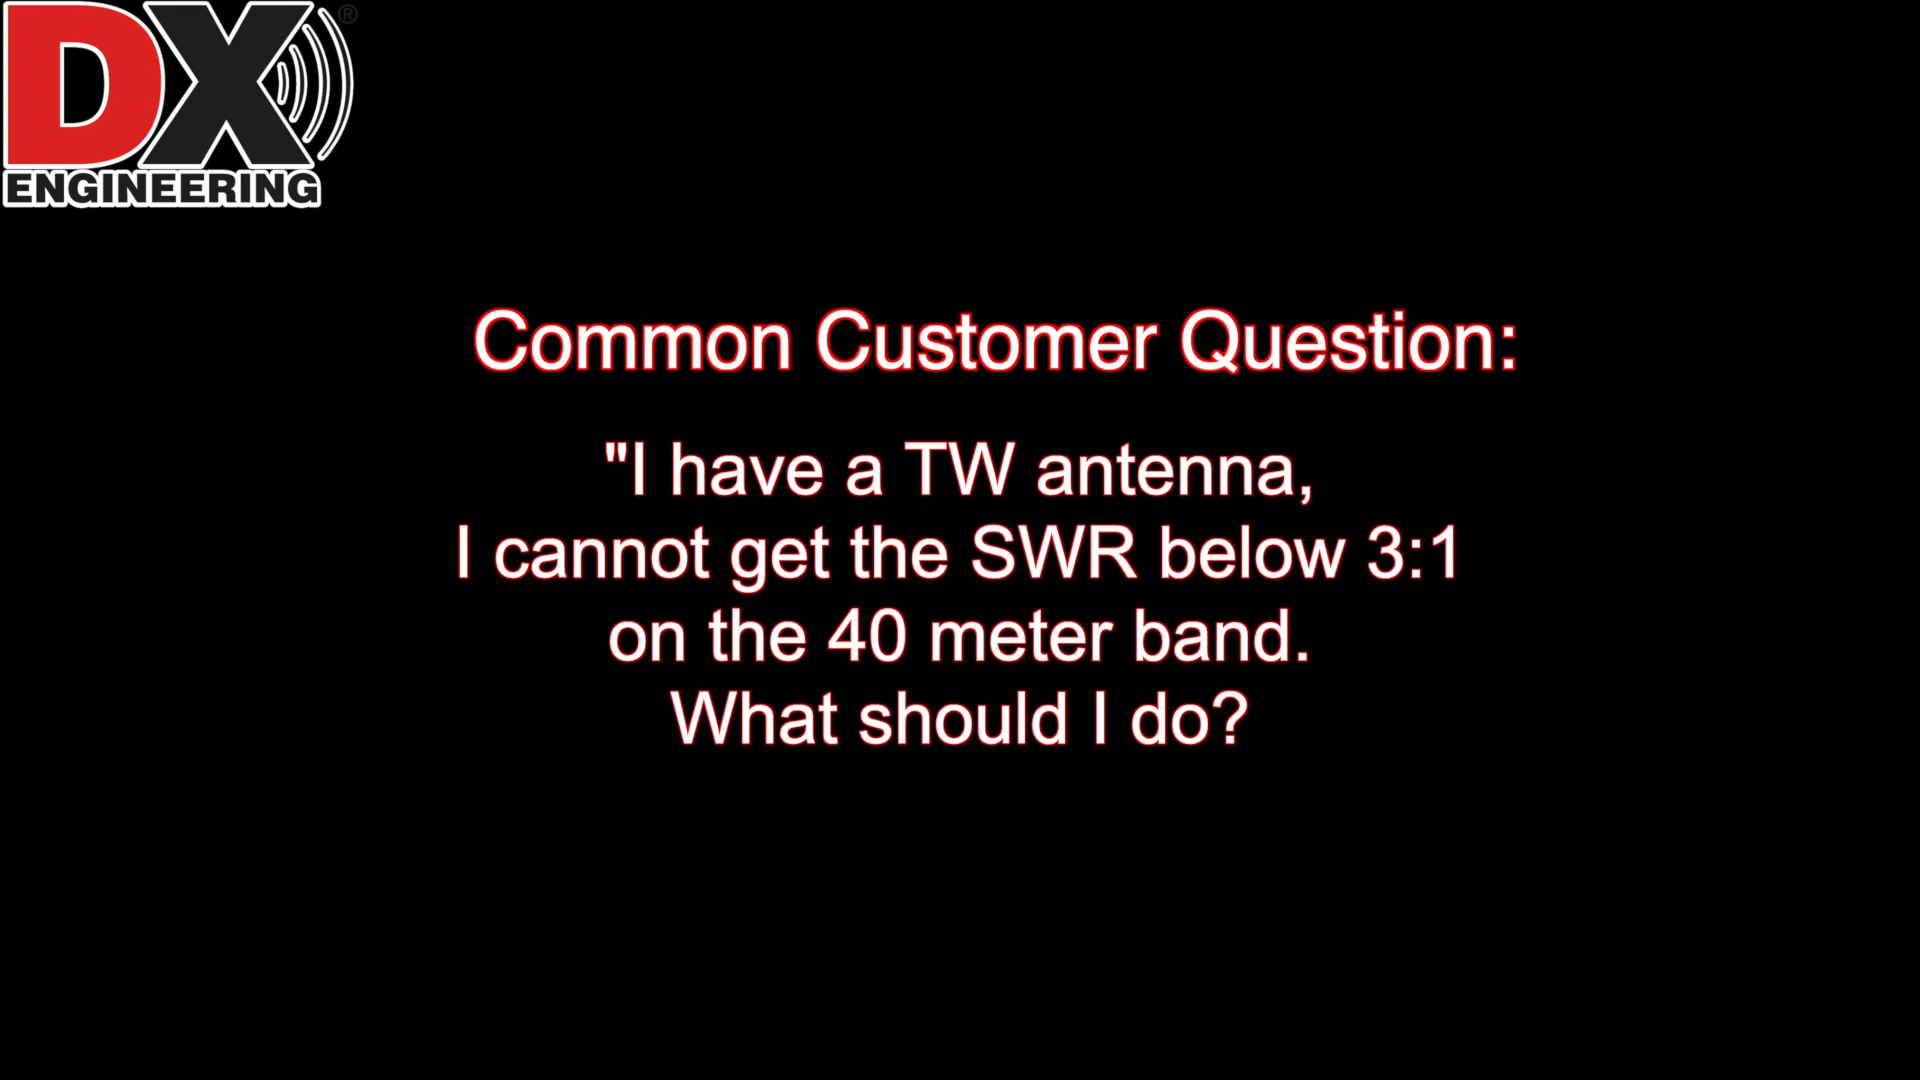 DX®
ENGINEERING
Common Customer Question:
"I have a TW antenna,
I cannot get the SWR below 3:1
on the 40 meter band.
What should I do?